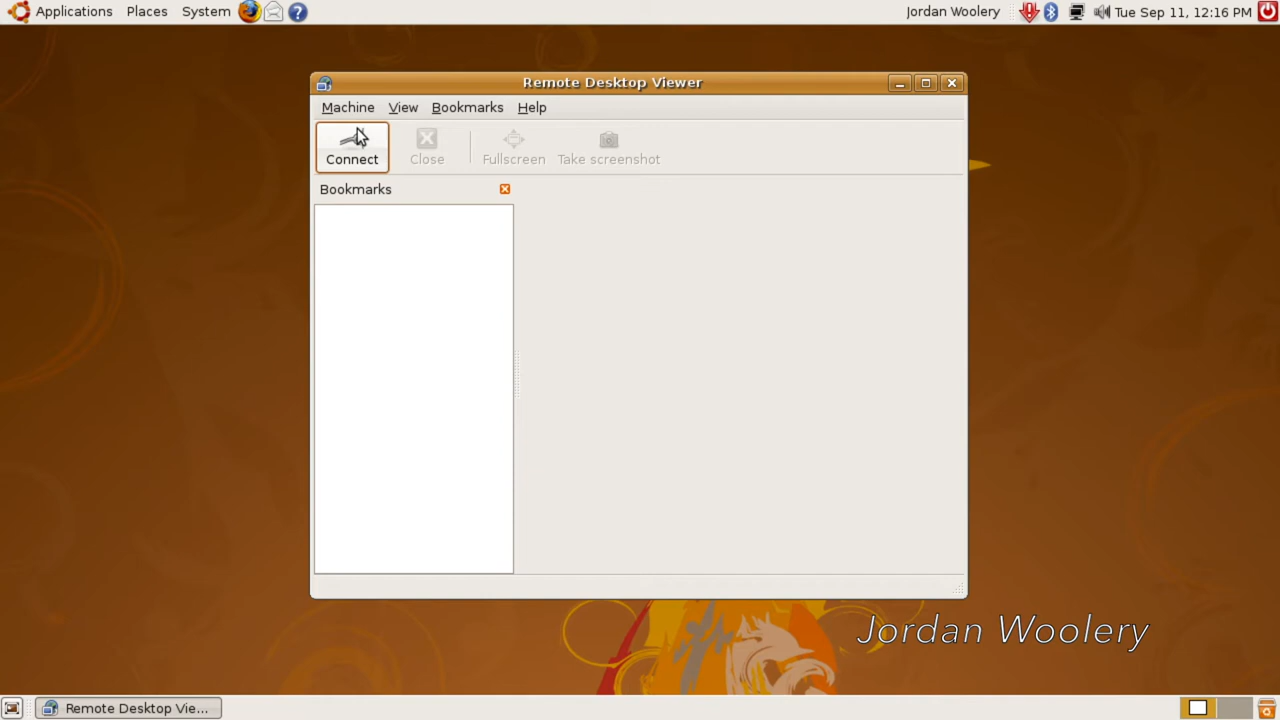 Applications Places System Jordan Woolery Tue Sep 11, 12:16 PM
Remote Desktop Viewer
Machine View Bookmarks Help
Connect Close Fullscreen Take screenshot
Bookmarks
Jordan Woolery
Remote Desktop Vie...